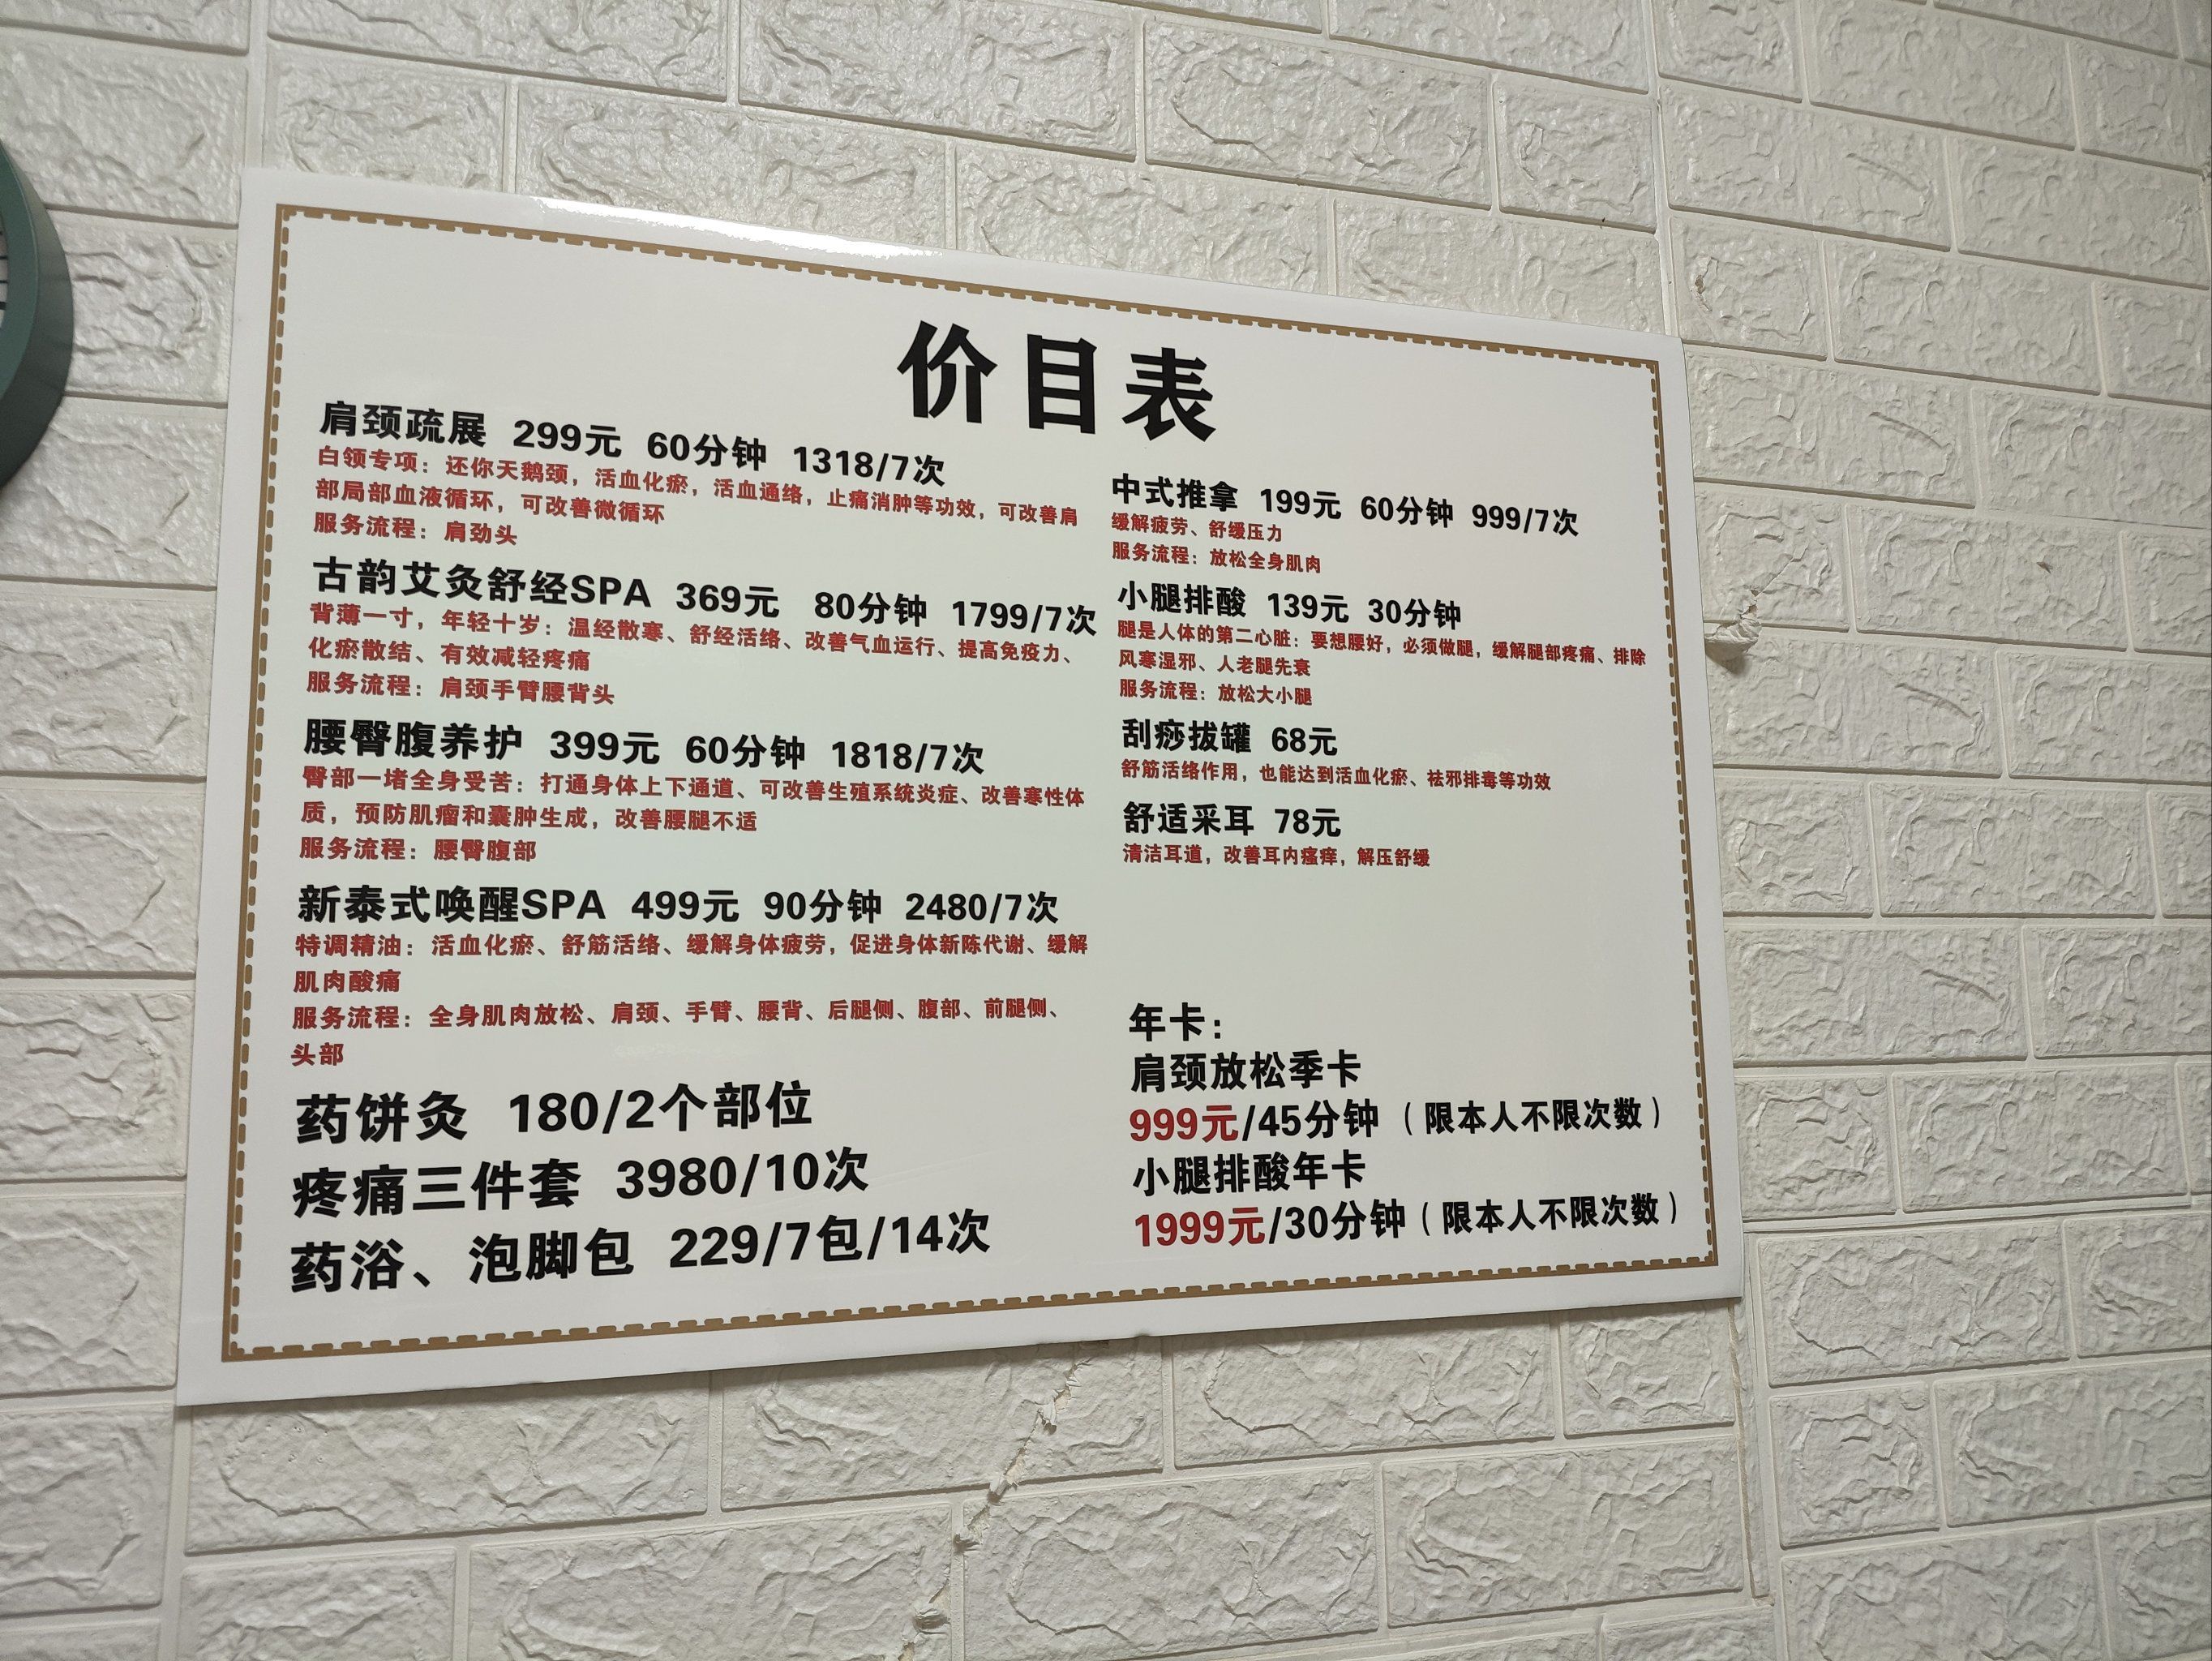 价目表
肩颈疏展 299元 60分钟 1318/7次
白领专项：还你天鹅颈，活血化瘀，活血通络，止痛消肿等功效，可改善肩
部局部血液循环，可改善微循环
服务流程：肩劲头
古韵艾灸舒经SPA 369元 80分钟 1799/7次
背薄一寸，年轻十岁：温经散寒、舒经活络、改善气血运行、提高免疫力、
化瘀散结、有效减轻疼痛
服务流程：肩颈手臂腰背头
腰臀腹养护 399元 60分钟 1818/7次
臀部一堵全身受苦：打通身体上下通道、可改善生殖系统炎症、改善寒性体
质，预防肌瘤和囊肿生成，改善腰腿不适
服务流程：腰臀腹部
新泰式唤醒SPA 499元 90分钟 2480/7次
特调精油：活血化瘀、舒筋活络、缓解身体疲劳，促进身体新陈代谢、缓解
肌肉酸痛
服务流程：全身肌肉放松、肩颈、手臂、腰背、后腿侧、腹部、前腿侧、
头部
药饼灸 180/2个部位
疼痛三件套 3980/10次
药浴、泡脚包 229/7包/14次
中式推拿 199元 60分钟 999/7次
缓解疲劳、舒缓压力
服务流程：放松全身肌肉
小腿排酸 139元 30分钟
腿是人体的第二心脏：要想腰好，必须做腿，缓解腿部疼痛、排除
风寒湿邪、人老腿先衰
服务流程：放松大小腿
刮痧拔罐 68元
舒筋活络作用，也能达到活血化瘀、祛邪排毒等功效
舒适采耳 78元
清洁耳道，改善耳内瘙痒，解压舒缓
年卡：
肩颈放松季卡
999元/45分钟（限本人不限次数）
小腿排酸年卡
1999元/30分钟（限本人不限次数）